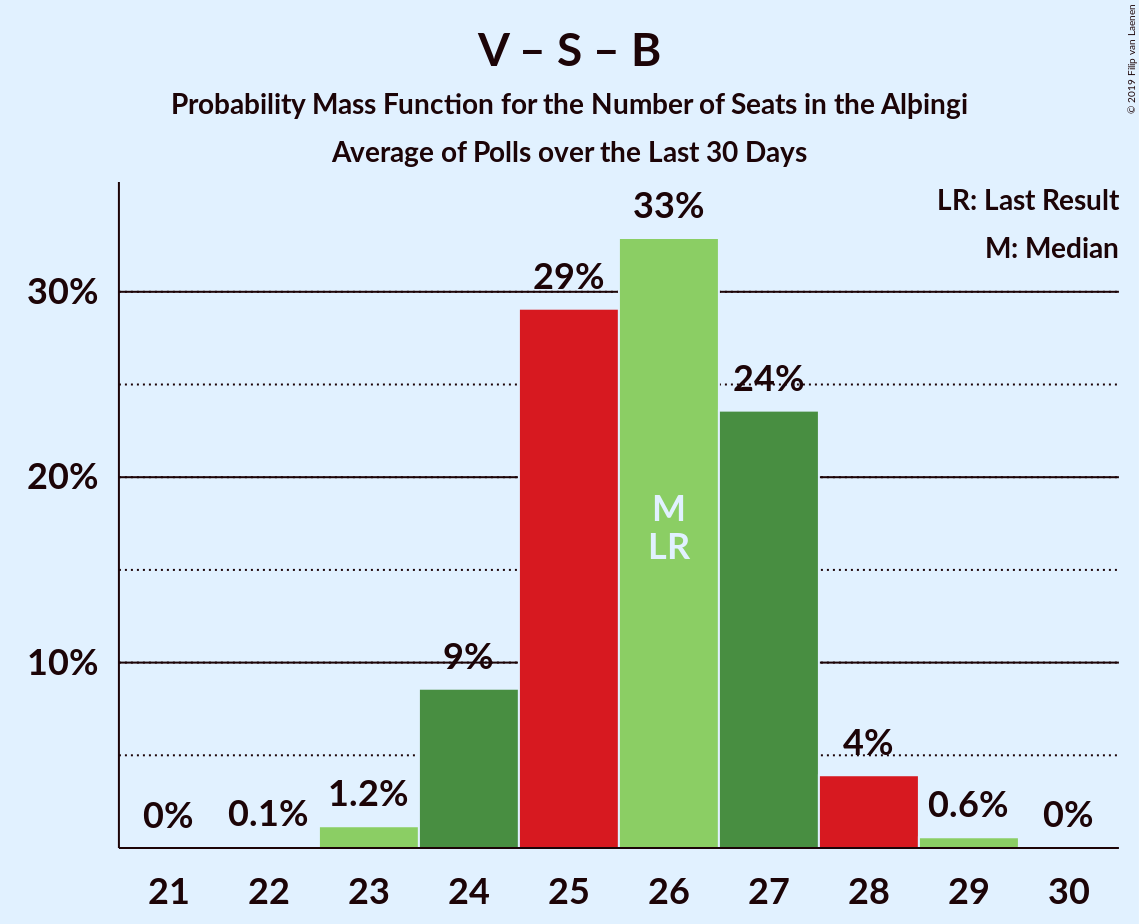 V – S – B
Probability Mass Function for the Number of Seats in the Alþingi
Average of Polls over the Last 30 Days
© 2019 Filip van Laenen
LR: Last Result
M: Median
30%
20%
10%
0%
0.1%
1.2%
9%
29%
33%
24%
4%
0.6%
0%
M
LR
21
22
23
24
25
26
27
28
29
30